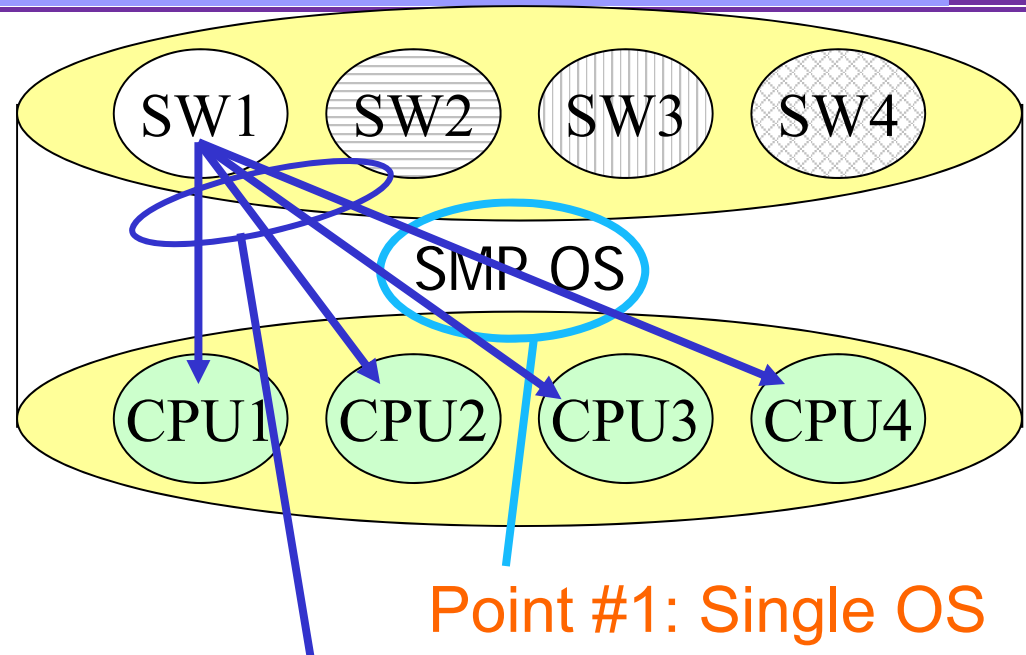 SW1 SW2 SW3 SW4
SMP OS
CPU1 CPU2 CPU3 CPU4
Point #1: Single OS